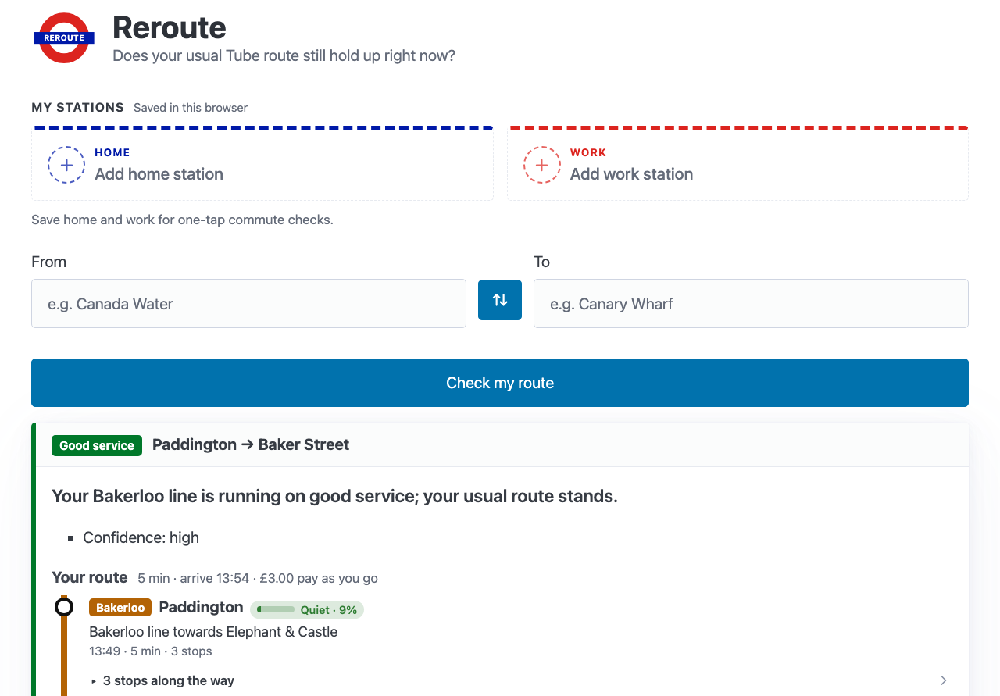 REROUTE
Reroute
Does your usual Tube route still hold up right now?
MY STATIONS Saved in this browser
HOME
Add home station
WORK
Add work station
Save home and work for one-tap commute checks.
From
To
e.g. Canada Water
e.g. Canary Wharf
Check my route
Good service Paddington → Baker Street
Your Bakerloo line is running on good service; your usual route stands.
Confidence: high
Your route 5 min · arrive 13:54 · £3.00 pay as you go
Bakerloo Paddington Quiet · 9%
Bakerloo line towards Elephant & Castle
13:49 · 5 min · 3 stops
3 stops along the way